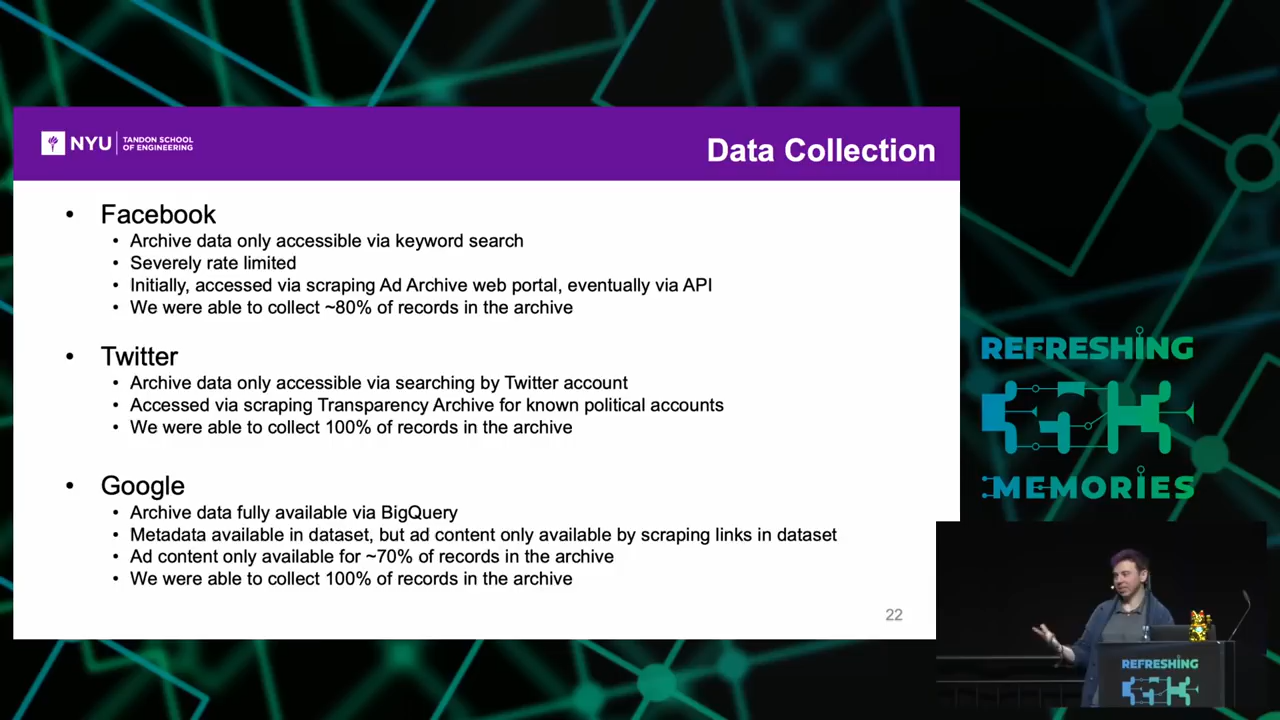 NYU
TANDON SCHOOL
OF ENGINEERING
Data Collection
• Facebook
• Archive data only accessible via keyword search
• Severely rate limited
• Initially, accessed via scraping Ad Archive web portal, eventually via API
• We were able to collect ~80% of records in the archive
• Twitter
• Archive data only accessible via searching by Twitter account
• Accessed via scraping Transparency Archive for known political accounts
• We were able to collect 100% of records in the archive
• Google
• Archive data fully available via BigQuery
• Metadata available in dataset, but ad content only available by scraping links in dataset
• Ad content only available for ~70% of records in the archive
• We were able to collect 100% of records in the archive
22
REFRESHING
MEMORIES
REFRESHING